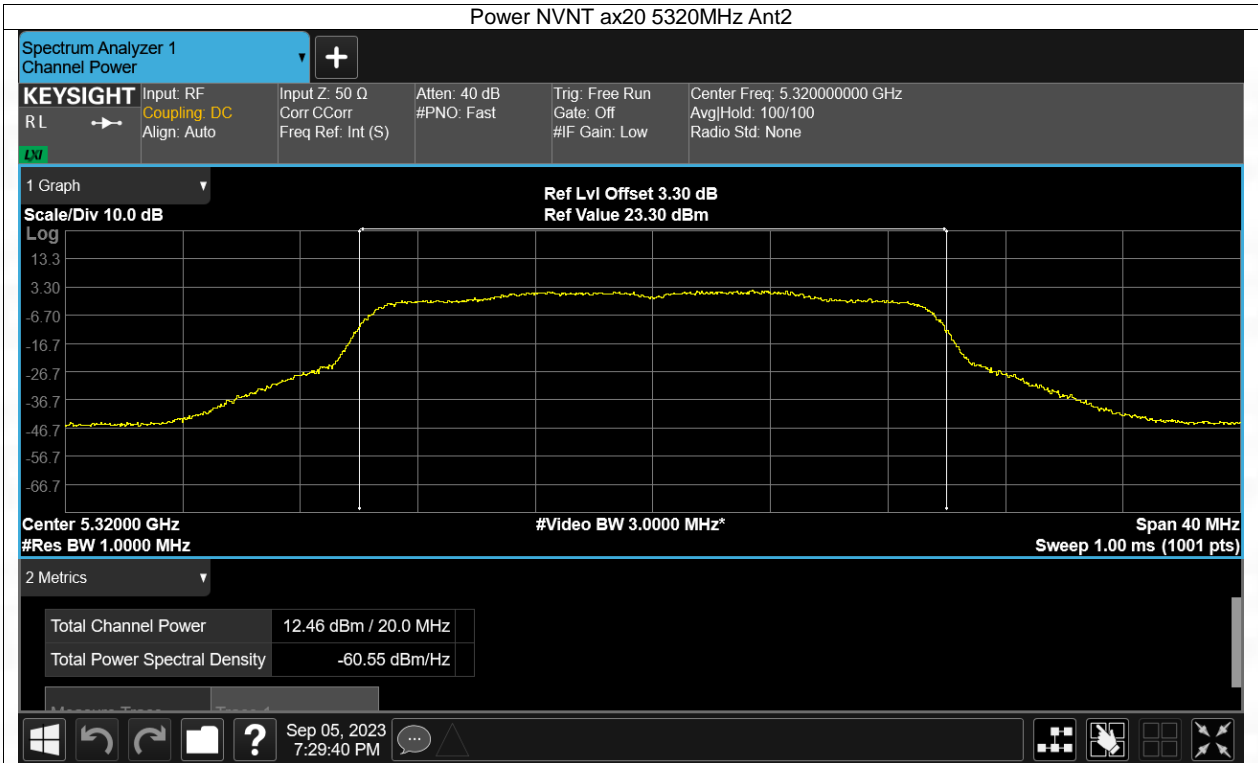 Power NVNT ax20 5320MHz Ant2
Spectrum Analyzer 1
Channel Power
KEYSIGHT
R L
LXI
Input: RF
Coupling: DC
Align: Auto
Input Z: 50 Ω
Corr CCorr
Freq Ref: Int (S)
Atten: 40 dB
#PNO: Fast
Trig: Free Run
Gate: Off
#IF Gain: Low
Center Freq: 5.320000000 GHz
Avg|Hold: 100/100
Radio Std: None
1 Graph
Scale/Div 10.0 dB
Ref Lvl Offset 3.30 dB
Ref Value 23.30 dBm
Log
13.3
3.30
-6.70
-16.7
-26.7
-36.7
-46.7
-56.7
-66.7
Center 5.32000 GHz
#Res BW 1.0000 MHz
#Video BW 3.0000 MHz*
Span 40 MHz
Sweep 1.00 ms (1001 pts)
2 Metrics
Total Channel Power 12.46 dBm / 20.0 MHz
Total Power Spectral Density -60.55 dBm/Hz
Sep 05, 2023
7:29:40 PM